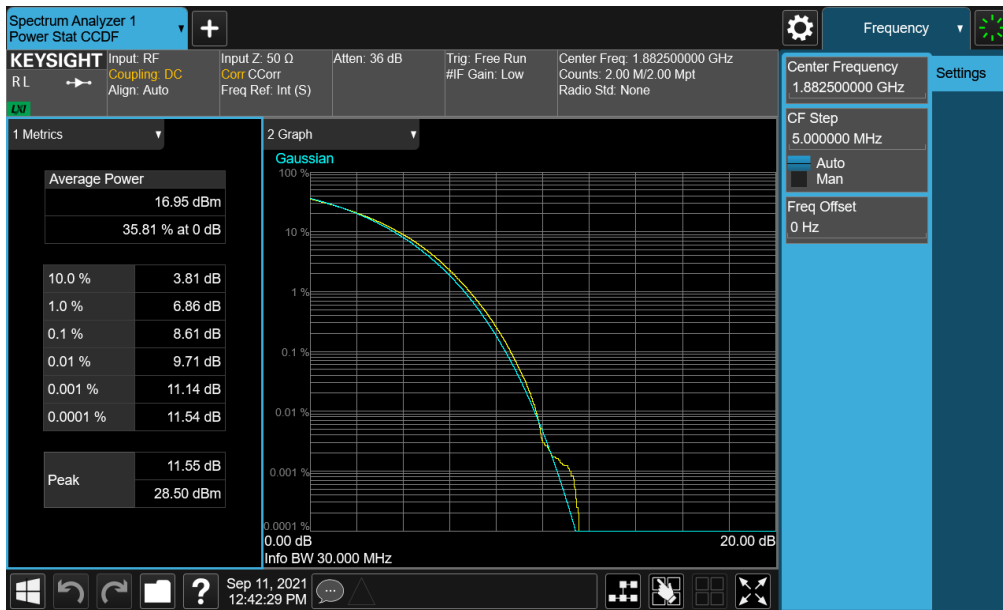 Spectrum Analyzer 1
Power Stat CCDF
▼
+
Frequency
▼
KEYSIGHT
RL
LXI
Input: RF
Coupling: DC
Align: Auto
Input Z: 50 Ω
Corr CCorr
Freq Ref: Int (S)
Atten: 36 dB
Trig: Free Run
#IF Gain: Low
Center Freq: 1.882500000 GHz
Counts: 2.00 M/2.00 Mpt
Radio Std: None
Center Frequency
1.882500000 GHz
Settings
CF Step
5.000000 MHz
Auto
Man
Freq Offset
0 Hz
1 Metrics ▼
Average Power
16.95 dBm
35.81 % at 0 dB
10.0 % 3.81 dB
1.0 % 6.86 dB
0.1 % 8.61 dB
0.01 % 9.71 dB
0.001 % 11.14 dB
0.0001 % 11.54 dB
Peak
11.55 dB
28.50 dBm
2 Graph ▼
Gaussian
100 %
10 %
1 %
0.1 %
0.01 %
0.001 %
0.0001 %
0.00 dB 20.00 dB
Info BW 30.000 MHz
?
Sep 11, 2021
12:42:29 PM